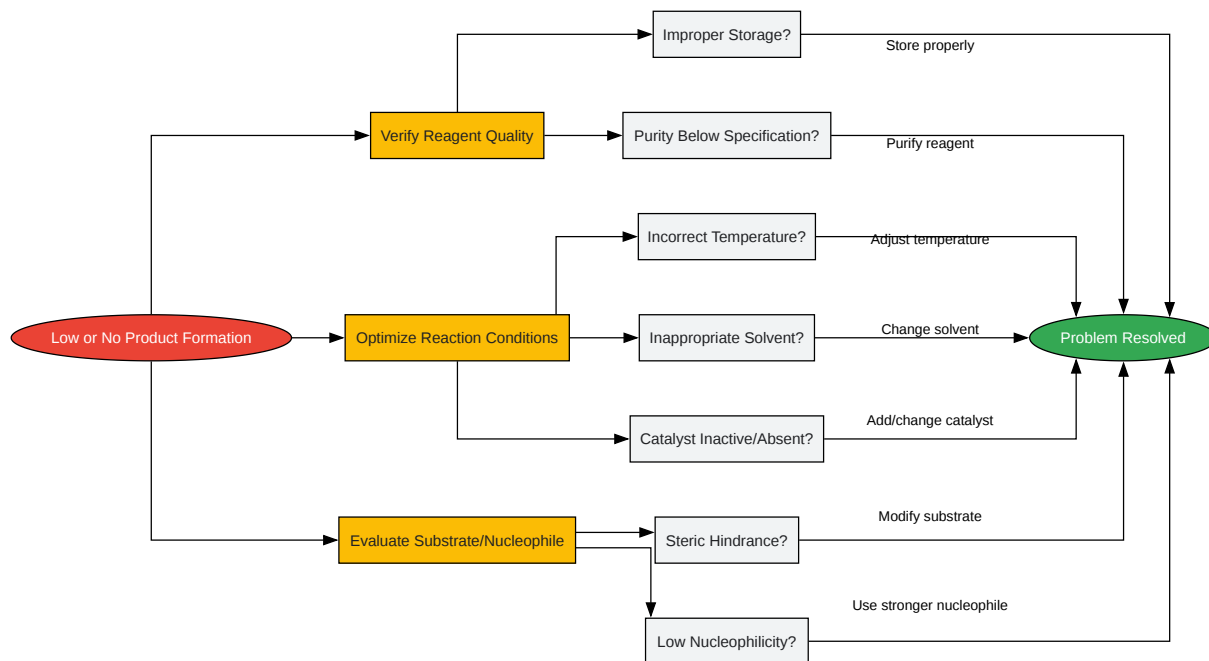 Improper Storage?
Store properly
Verify Reagent Quality
Purity Below Specification?
Purify reagent
Incorrect Temperature?
Adjust temperature
Low or No Product Formation
Optimize Reaction Conditions
Inappropriate Solvent?
Change solvent
Problem Resolved
Catalyst Inactive/Absent?
Add/change catalyst
Evaluate Substrate/Nucleophile
Steric Hindrance?
Modify substrate
Low Nucleophilicity?
Use stronger nucleophile